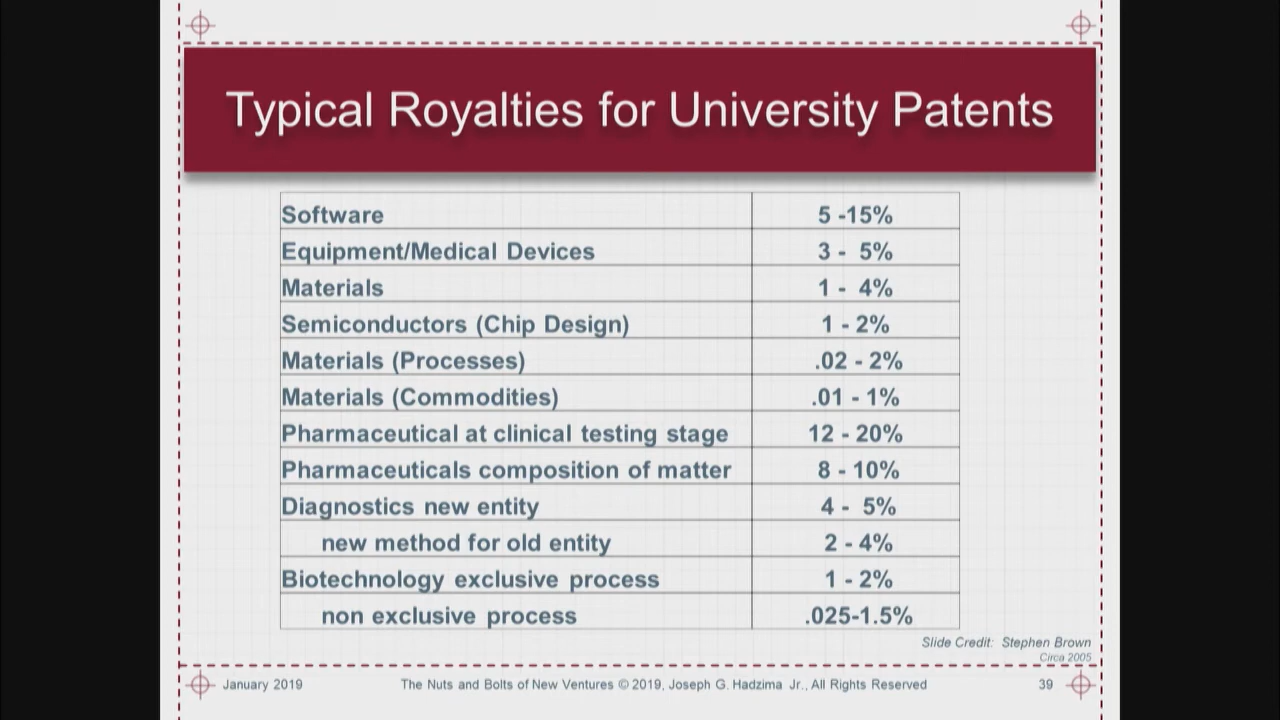 Typical Royalties for University Patents
Software 5 -15%
Equipment/Medical Devices 3 - 5%
Materials 1 - 4%
Semiconductors (Chip Design) 1 - 2%
Materials (Processes) .02 - 2%
Materials (Commodities) .01 - 1%
Pharmaceutical at clinical testing stage 12 - 20%
Pharmaceuticals composition of matter 8 - 10%
Diagnostics new entity 4 - 5%
new method for old entity 2 - 4%
Biotechnology exclusive process 1 - 2%
non exclusive process .025-1.5%
Slide Credit: Stephen Brown
Circa 2005
January 2019 The Nuts and Bolts of New Ventures © 2019, Joseph G. Hadzima Jr., All Rights Reserved 39